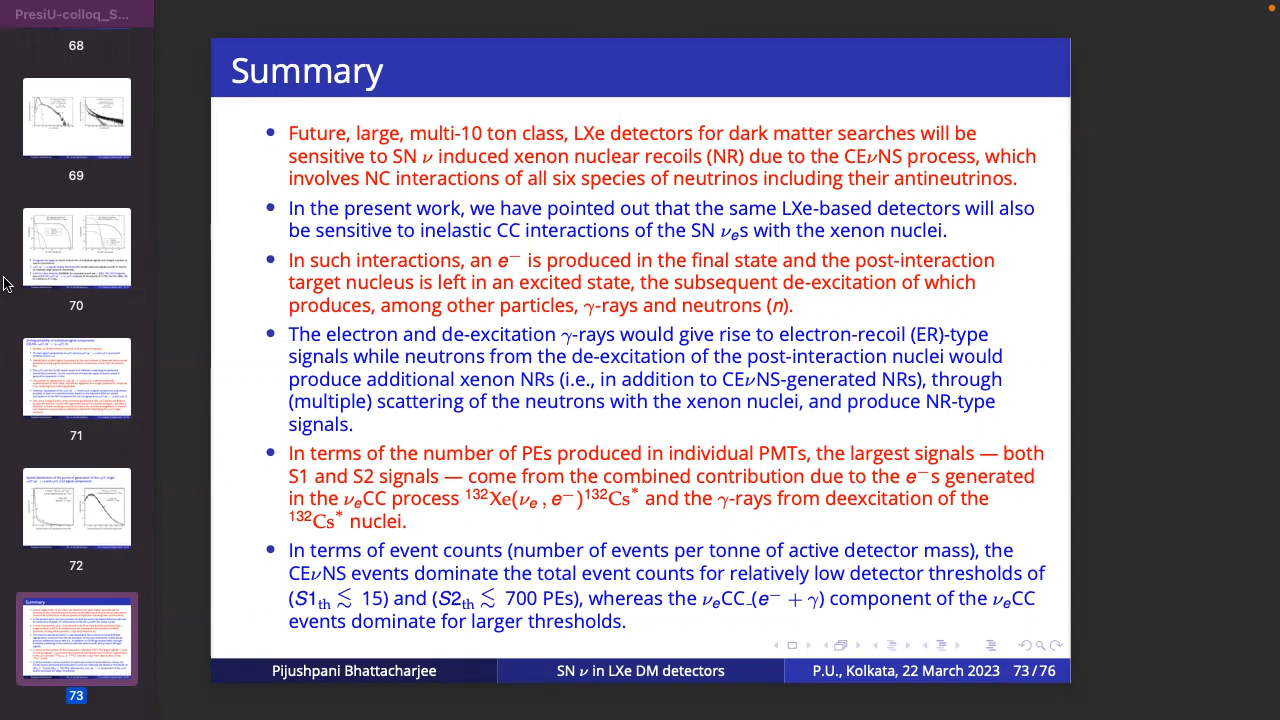 PresiU-colloq_S...
68
69
70
71
72
73
Summary
• Future, large, multi-10 ton class, LXe detectors for dark matter searches will be
sensitive to SN ν induced xenon nuclear recoils (NR) due to the CEνNS process, which
involves NC interactions of all six species of neutrinos including their antineutrinos.
• In the present work, we have pointed out that the same LXe-based detectors will also
be sensitive to inelastic CC interactions of the SN νₑs with the xenon nuclei.
• In such interactions, an e⁻ is produced in the final state and the post-interaction
target nucleus is left in an excited state, the subsequent de-excitation of which
produces, among other particles, γ-rays and neutrons (n).
• The electron and deexcitation γ-rays would give rise to electron-recoil (ER)-type
signals while neutrons from the de-excitation of the post-interaction nuclei would
produce additional xenon NRs (i.e., in addition to CEνNS-generated NRs), through
(multiple) scattering of the neutrons with the xenon nuclei, and produce NR-type
signals.
• In terms of the number of PEs produced in individual PMTs, the largest signals — both
S1 and S2 signals — come from the combined contribution due to the e⁻s generated
in the νₑCC process ¹³²Xe(νₑ , e⁻)¹³²Cs* and the γ-rays from deexcitation of the
¹³²Cs* nuclei.
• In terms of event counts (number of events per tonne of active detector mass), the
CEνNS events dominate the total event counts for relatively low detector thresholds of
(S1th ≲ 15) and (S2th ≲ 700 PEs), whereas the νₑCC (e⁻ + γ) component of the νₑCC
events dominate for larger thresholds.
Pijushpani Bhattacharjee SN ν in LXe DM detectors P.U., Kolkata, 22 March 2023 73 / 76